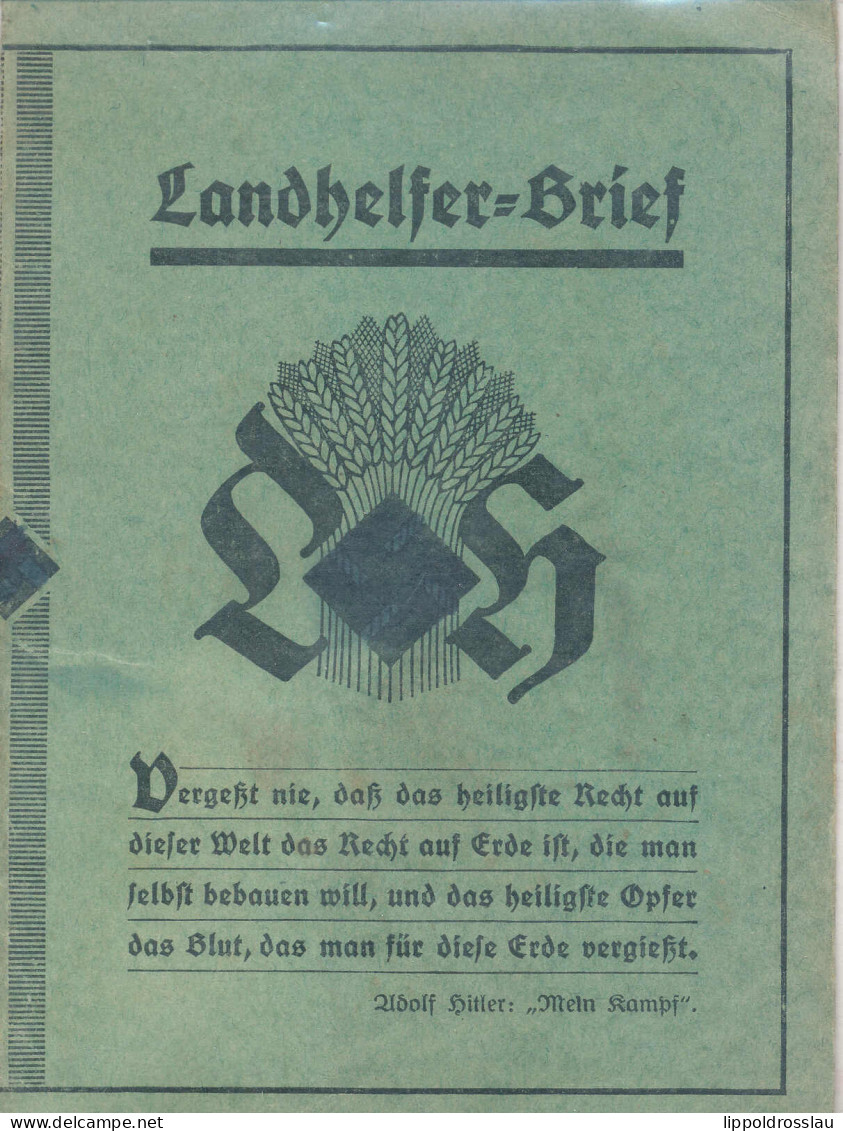 Landhelfer=Brief
L H
Vergeßt nie, daß das heiligste Recht auf
dieser Welt das Recht auf Erde ist, die man
selbst bebauen will, und das heiligste Opfer
das Blut, das man für diese Erde vergießt.
Adolf Hitler: „Mein Kampf“.
www.delcampe.net
lippoldrosslau